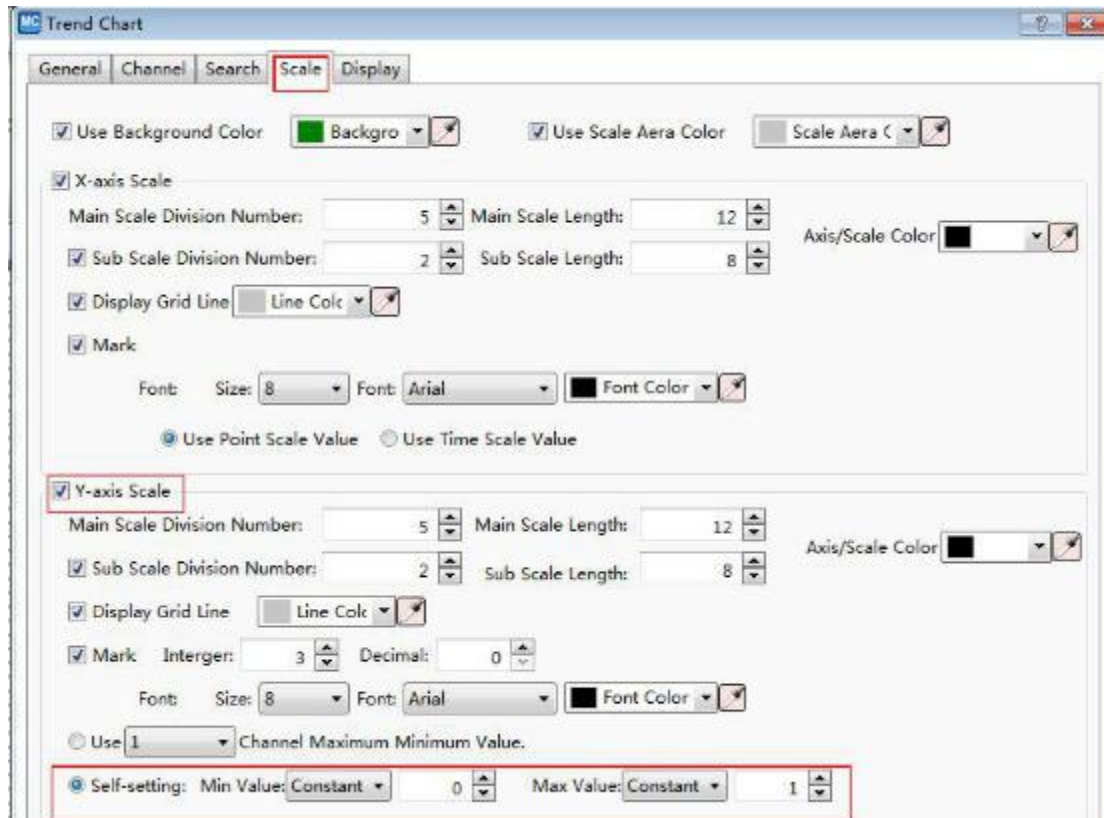 MC Trend Chart
General Channel Search Scale Display
Use Background Color Backgro Use Scale Aera Color Scale Aera C
X-axis Scale
Main Scale Division Number: 5 Main Scale Length: 12
Axis/Scale Color
Sub Scale Division Number: 2 Sub Scale Length: 8
Display Grid Line Line Colc
Mark
Font: Size: 8 Font: Arial Font Color
Use Point Scale Value Use Time Scale Value
Y-axis Scale
Main Scale Division Number: 5 Main Scale Length: 12
Axis/Scale Color
Sub Scale Division Number: 2 Sub Scale Length: 8
Display Grid Line Line Colc
Mark Interger: 3 Decimal: 0
Font: Size: 8 Font: Arial Font Color
Use 1 Channel Maximum Minimum Value.
Self-setting: Min Value: Constant 0 Max Value: Constant 1